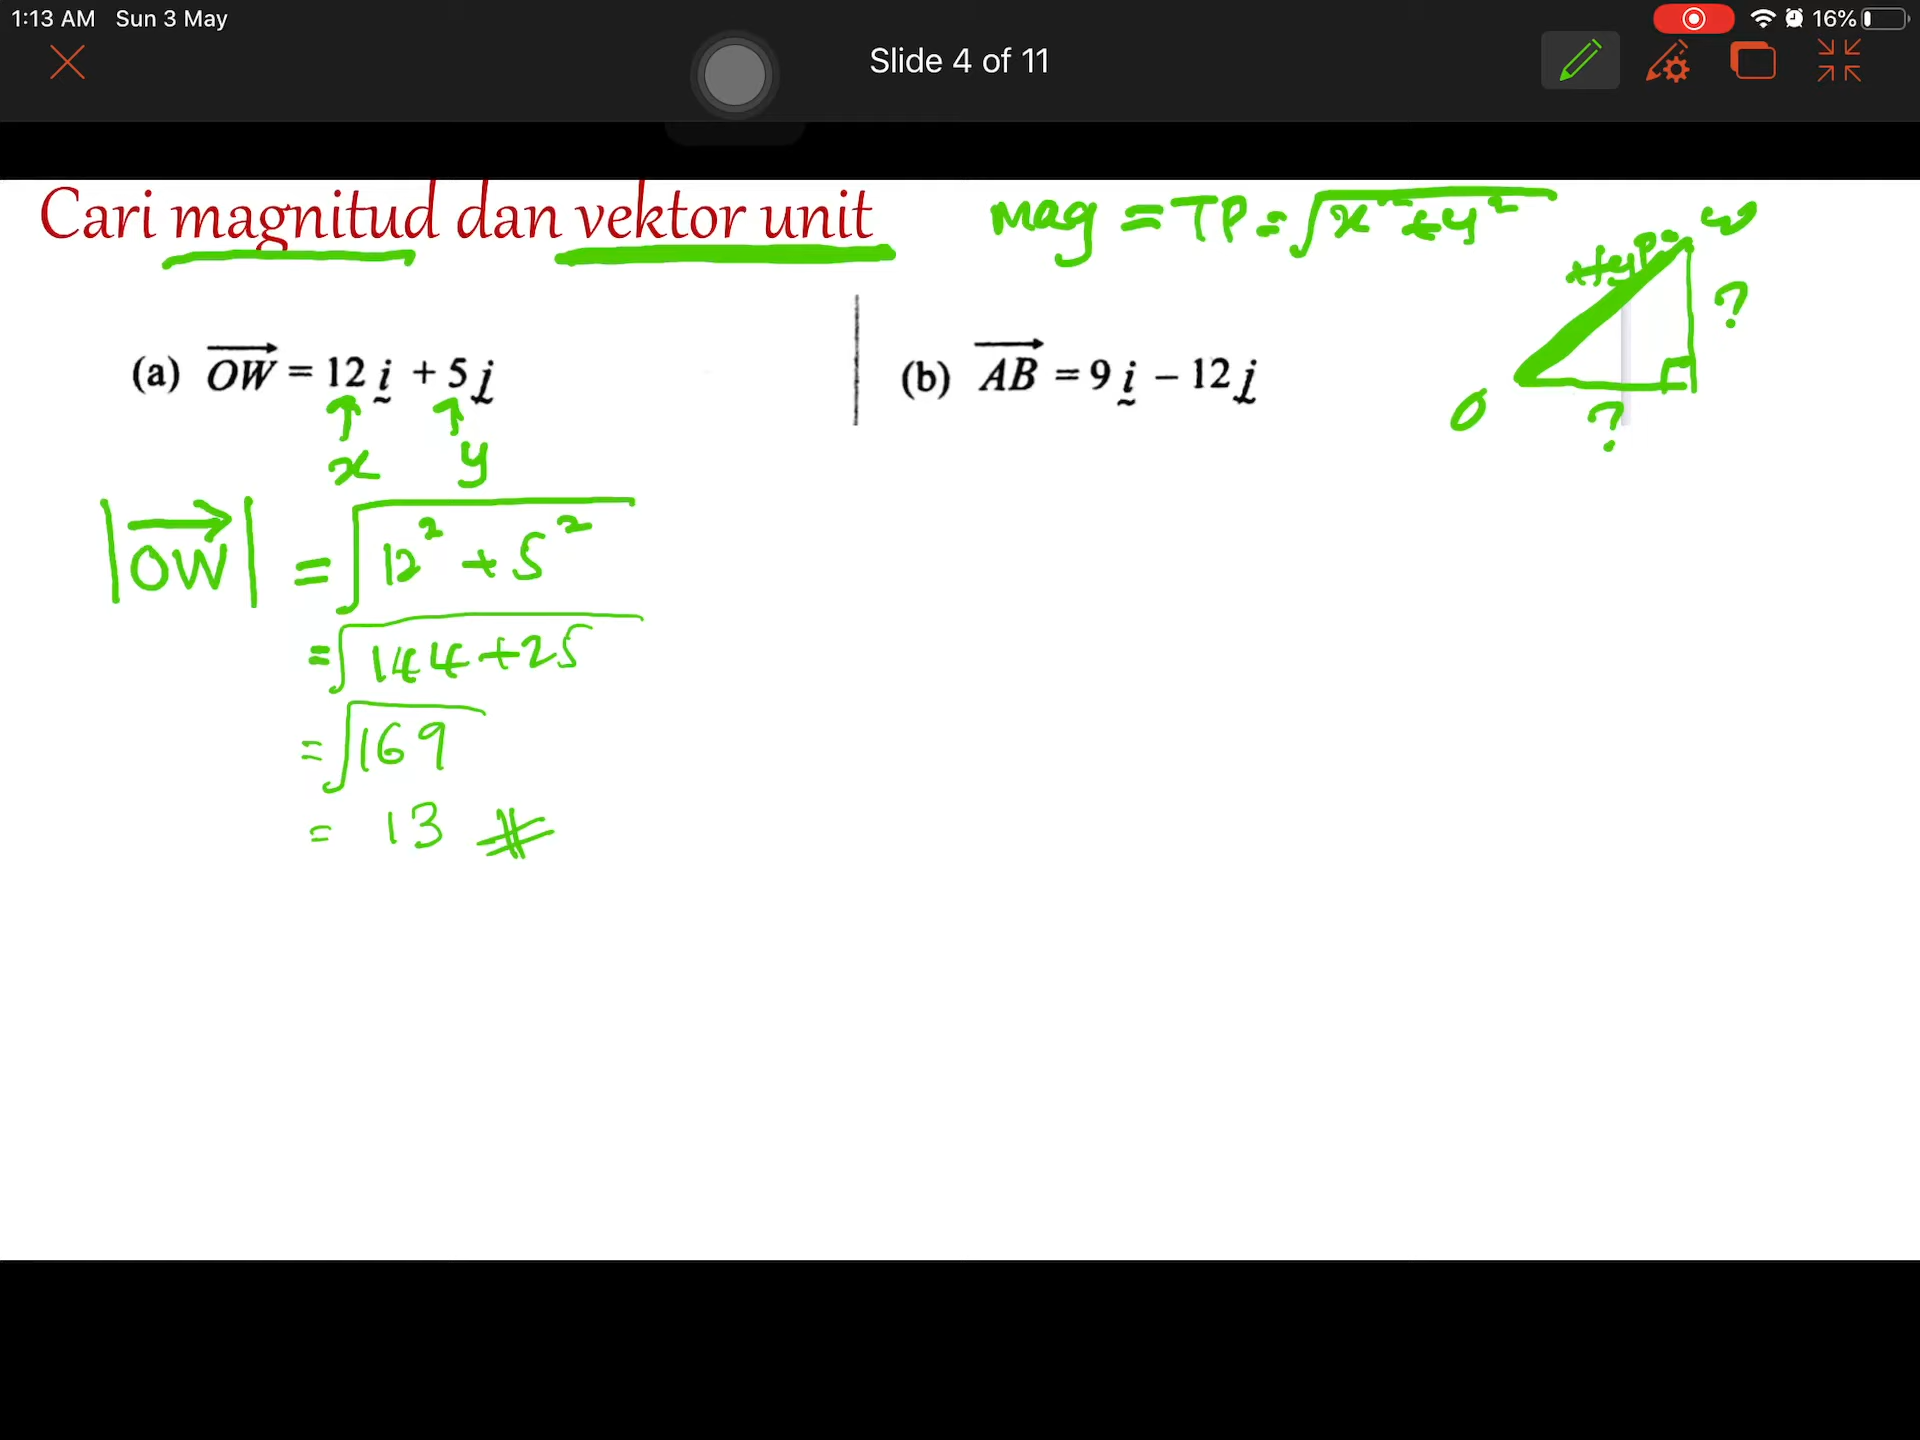 1:13 AM Sun 3 May
16%
Slide 4 of 11
Cari magnitud dan vektor unit
mag = TP = √x²+y²
Hyp
W
?
O
?
(a) OW = 12 i + 5 j
x y
(b) AB = 9 i − 12 j
|OW| = √12² + 5²
= √144+25
= √169
= 13 #